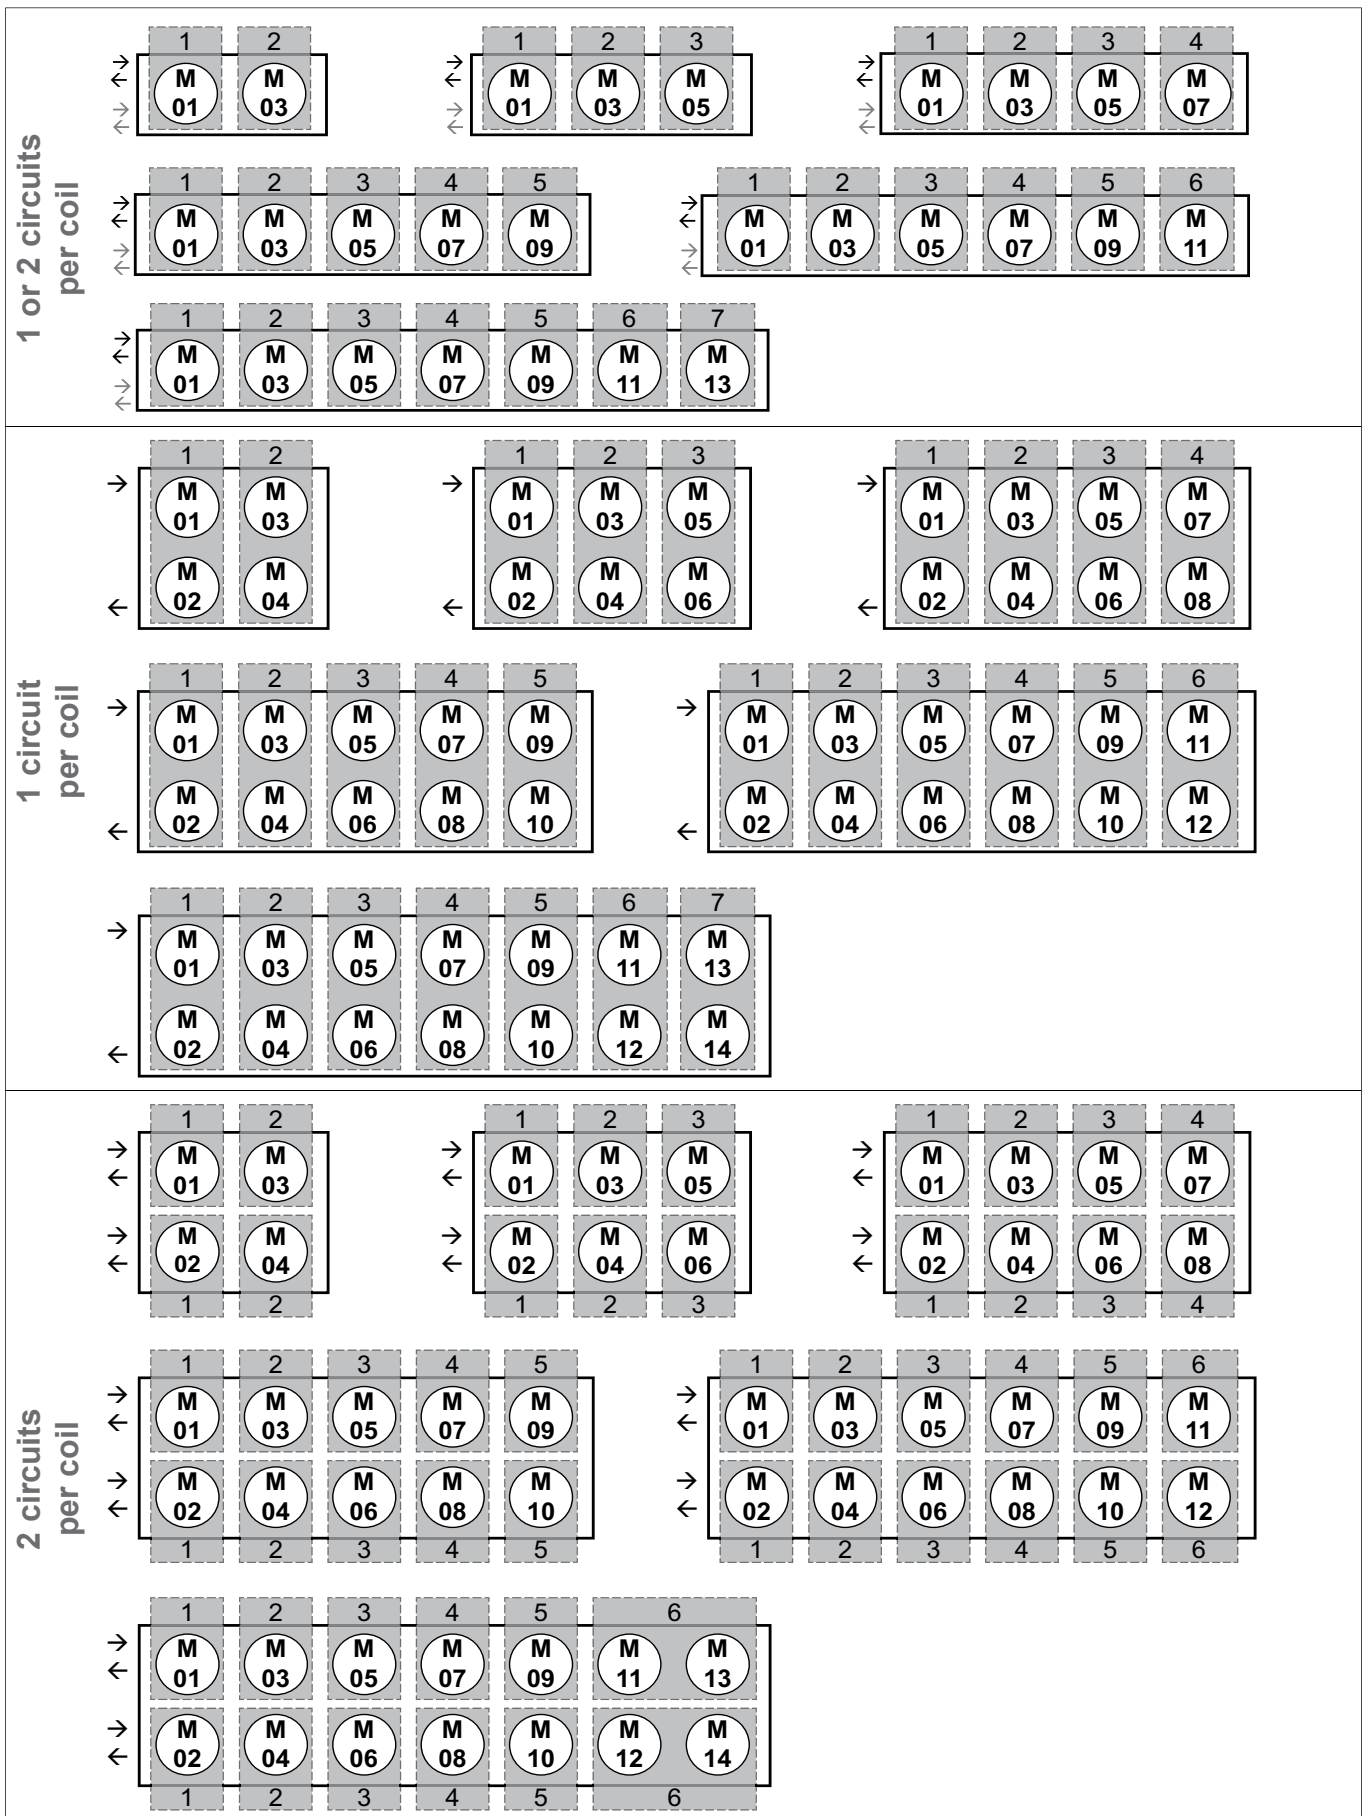 1 or 2 circuits
per coil
1 2
M M
01 03
1 2 3
M M M
01 03 05
1 2 3 4
M M M M
01 03 05 07
1 2 3 4 5
M M M M M
01 03 05 07 09
1 2 3 4 5 6
M M M M M M
01 03 05 07 09 11
1 2 3 4 5 6 7
M M M M M M M
01 03 05 07 09 11 13
1 circuit
per coil
1 2
M M
01 03
M M
02 04
1 2 3
M M M
01 03 05
M M M
02 04 06
1 2 3 4
M M M M
01 03 05 07
M M M M
02 04 06 08
1 2 3 4 5
M M M M M
01 03 05 07 09
M M M M M
02 04 06 08 10
1 2 3 4 5 6
M M M M M M
01 03 05 07 09 11
M M M M M M
02 04 06 08 10 12
1 2 3 4 5 6 7
M M M M M M M
01 03 05 07 09 11 13
M M M M M M M
02 04 06 08 10 12 14
2 circuits
per coil
1 2
M M
01 03
M M
02 04
1 2
1 2 3
M M M
01 03 05
M M M
02 04 06
1 2 3
1 2 3 4
M M M M
01 03 05 07
M M M M
02 04 06 08
1 2 3 4
1 2 3 4 5
M M M M M
01 03 05 07 09
M M M M M
02 04 06 08 10
1 2 3 4 5
1 2 3 4 5 6
M M M M M M
01 03 05 07 09 11
M M M M M M
02 04 06 08 10 12
1 2 3 4 5 6
1 2 3 4 5 6
M M M M M M M
01 03 05 07 09 11 13
M M M M M M M
02 04 06 08 10 12 14
1 2 3 4 5 6